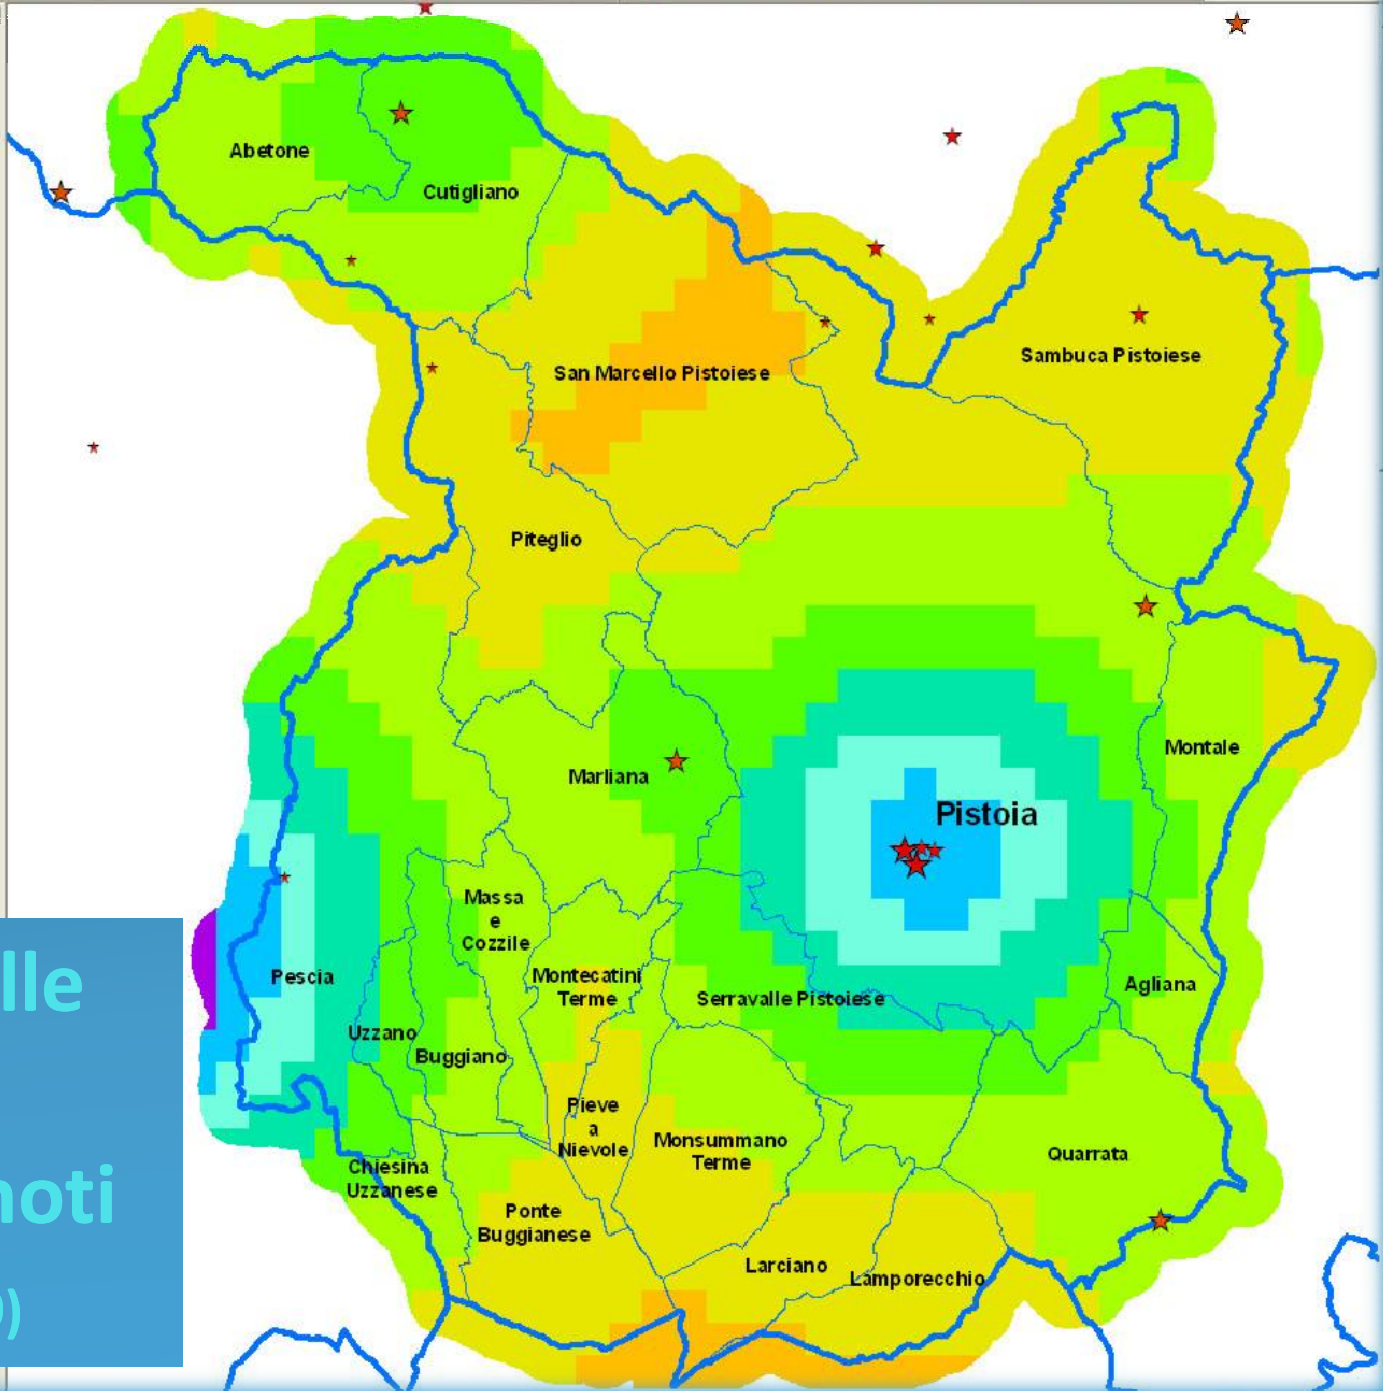 Abetone
Cutigliano
San Marcello Pistoiese
Sambuca Pistoiese
Piteglio
Montale
Marliana
Pistoia
Massa
e
Cozzile
Pescia
Montecatini
Terme
Serravalle Pistoiese
Agliana
Uzzano
Buggiano
Pieve
a
Nievole
Monsummano
Terme
Quarrata
Chiesina
Uzzanese
Ponte
Buggianese
Larciano
Lamporecchio
lle
noti
)